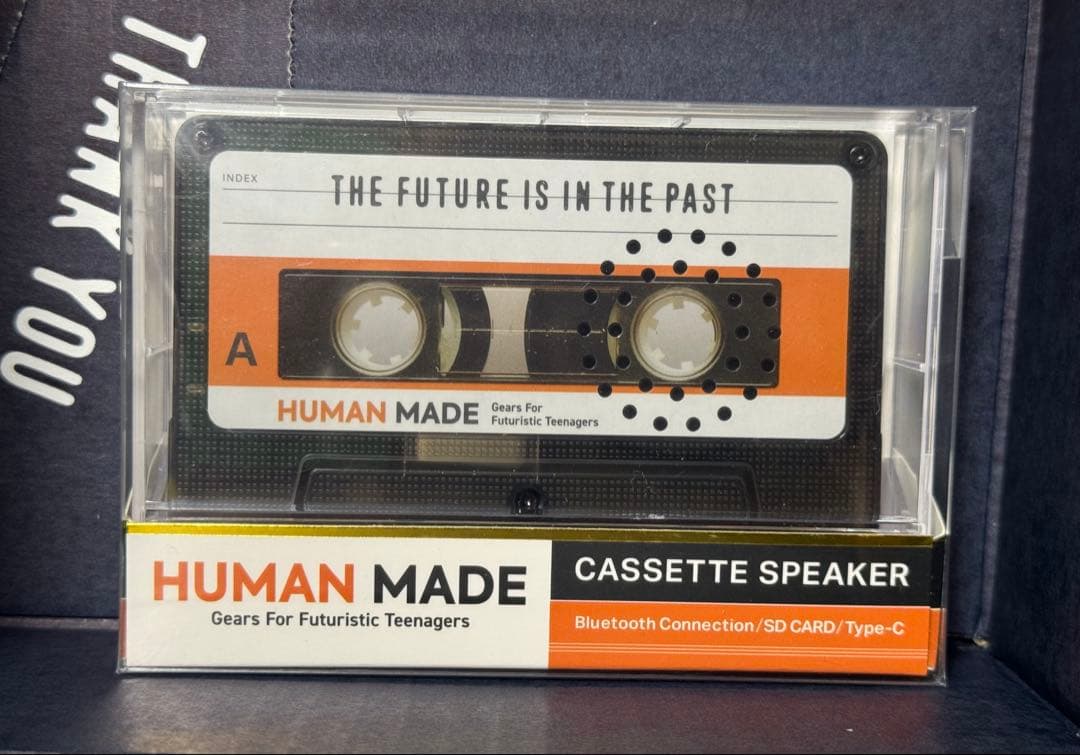 THANK YOU
INDEX
THE FUTURE IS IN THE PAST
A
HUMAN MADE
Gears For
Futuristic Teenagers
HUMAN MADE
Gears For Futuristic Teenagers
CASSETTE SPEAKER
Bluetooth Connection/SD CARD/Type-C